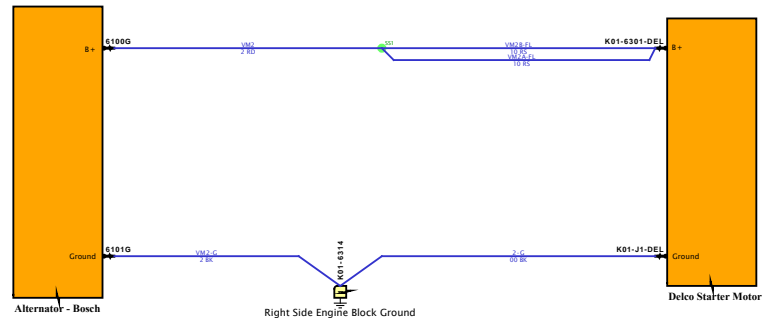 6100G
B+
VM2
2 RD
SS1
VM2B-FL
10 RS
VM2A-FL
10 RS
K01-6301-DEL
B+
6101G
Ground
VM2-G
2 BK
K01-6314
2-G
00 BK
K01-J1-DEL
Ground
Right Side Engine Block Ground
Alternator - Bosch
Delco Starter Motor